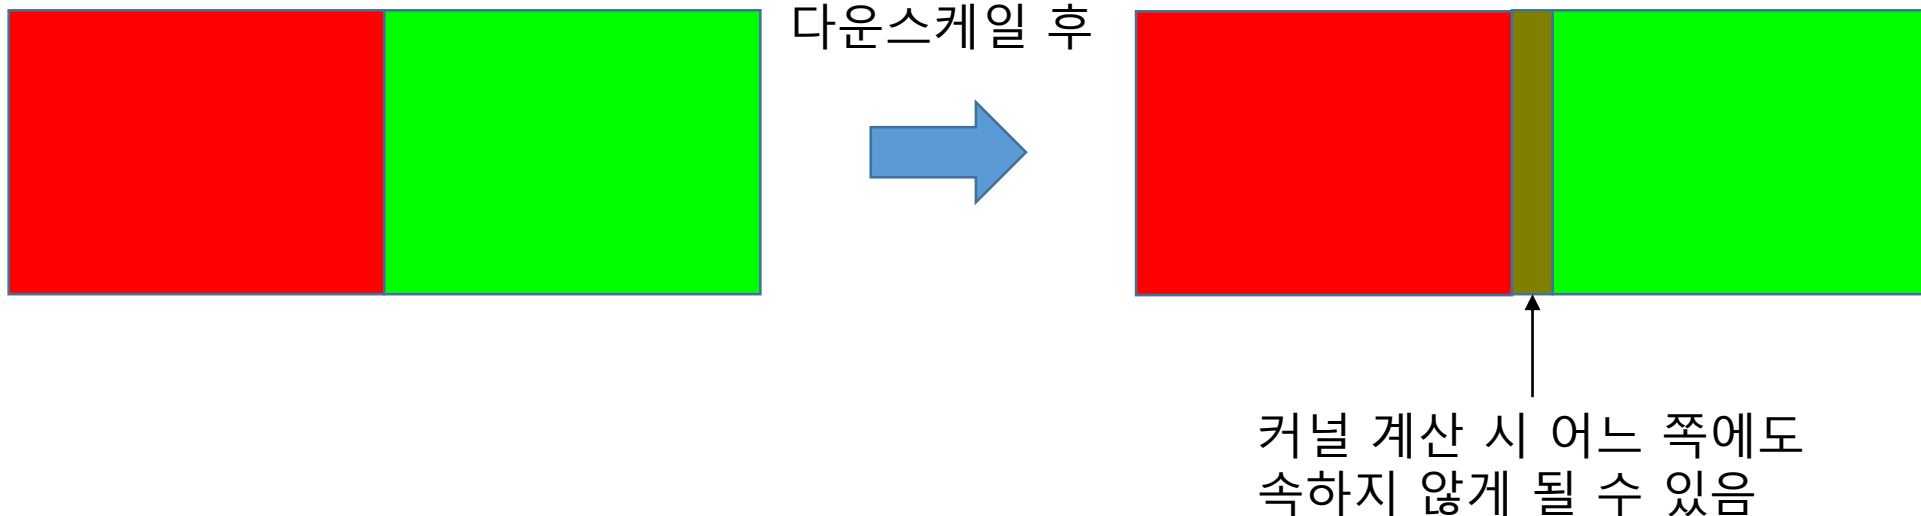 다운스케일 후
커널 계산 시 어느 쪽에도
속하지 않게 될 수 있음